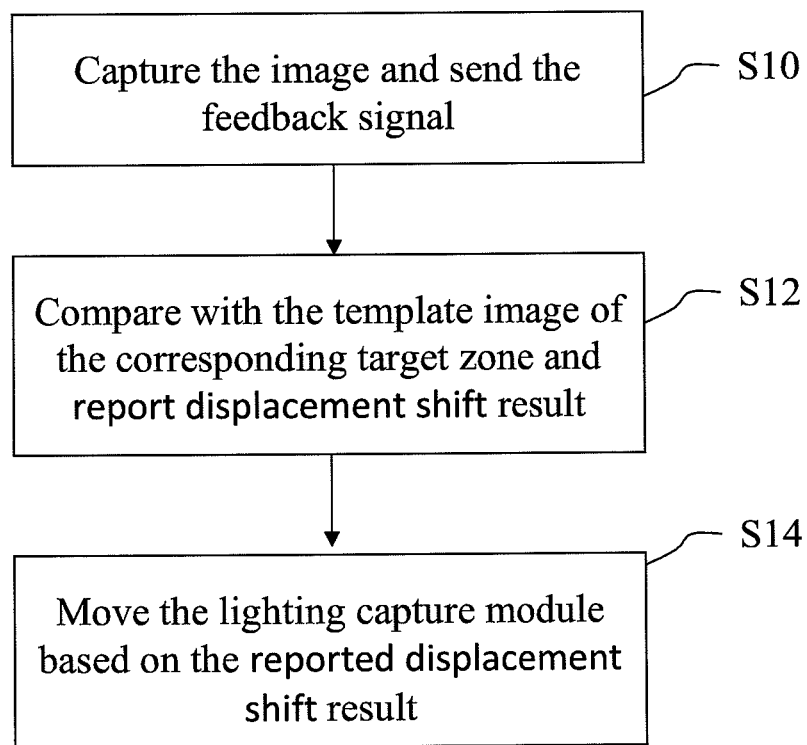 Capture the image and send the
feedback signal
S10
Compare with the template image of
the corresponding target zone and
report displacement shift result
S12
Move the lighting capture module
based on the reported displacement
shift result
S14